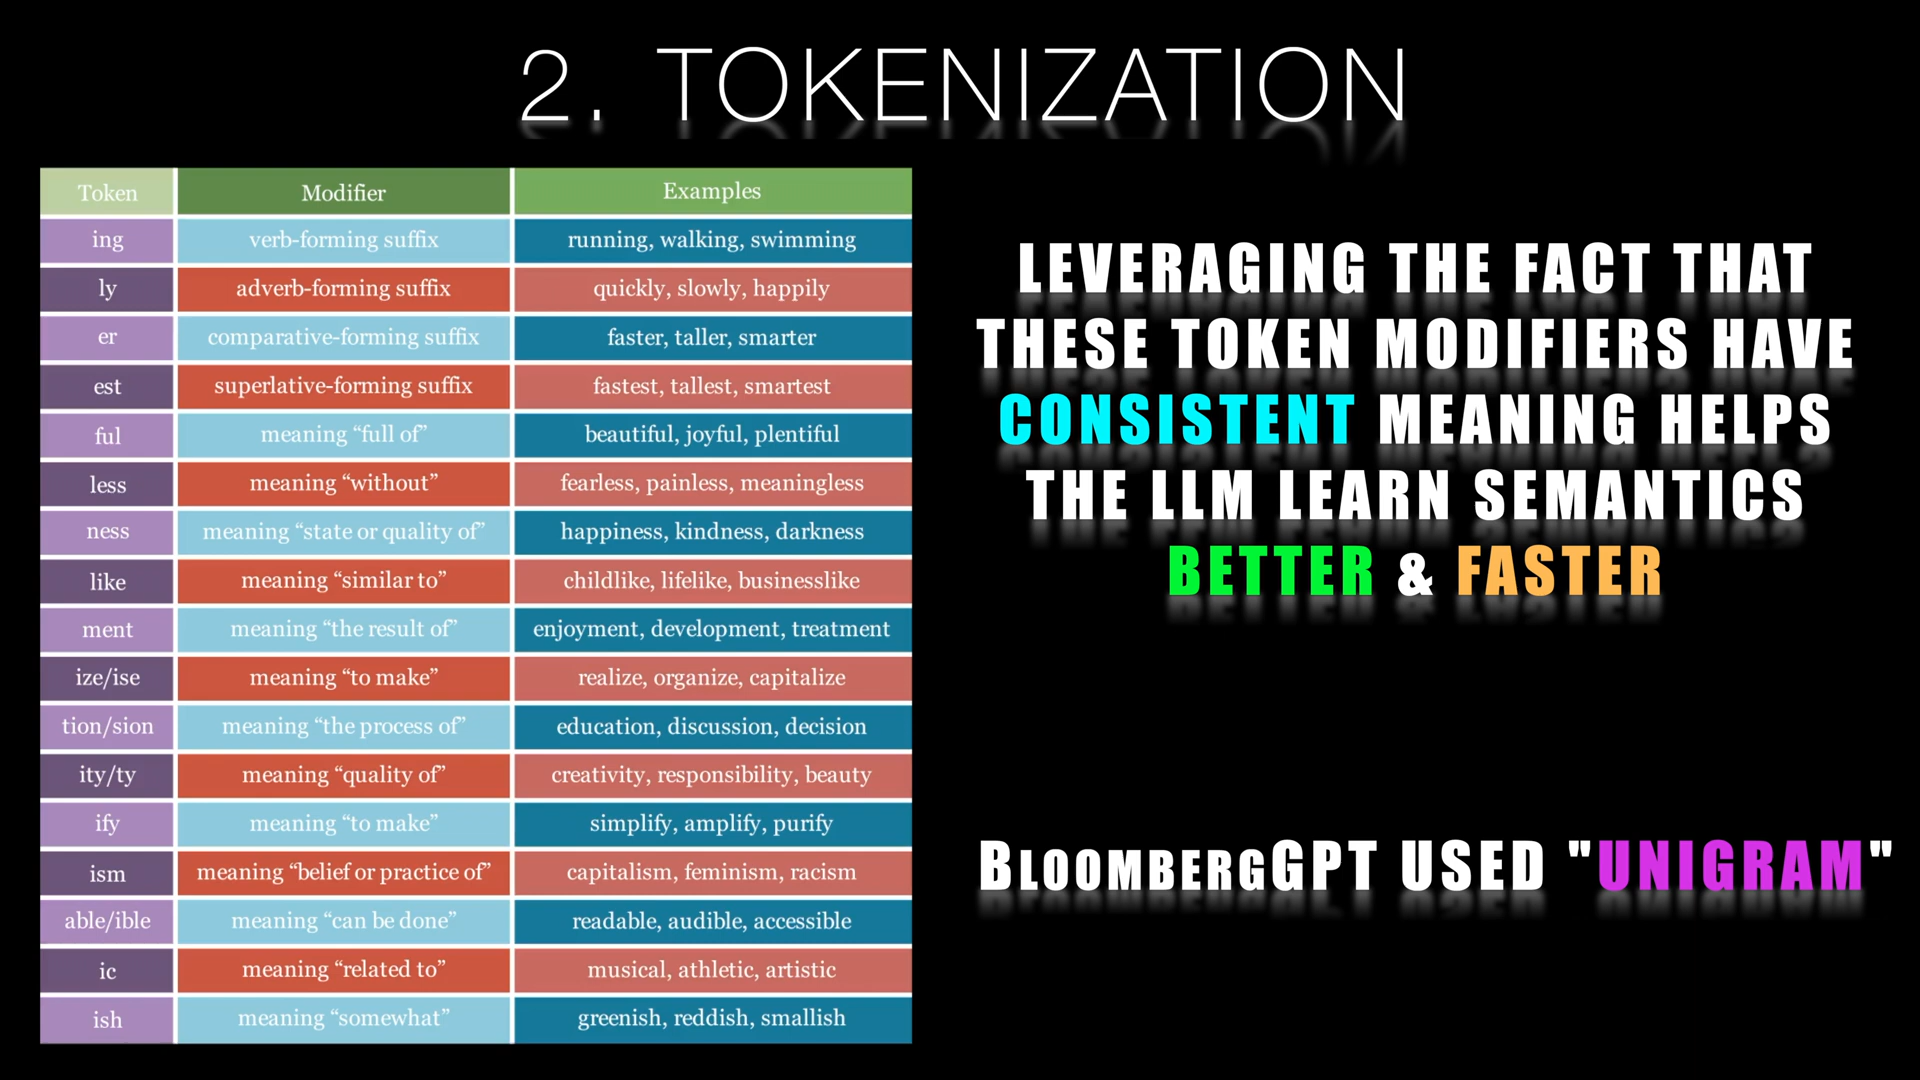 2. TOKENIZATION
Token Modifier Examples
ing verb-forming suffix running, walking, swimming
ly adverb-forming suffix quickly, slowly, happily
er comparative-forming suffix faster, taller, smarter
est superlative-forming suffix fastest, tallest, smartest
ful meaning “full of” beautiful, joyful, plentiful
less meaning “without” fearless, painless, meaningless
ness meaning “state or quality of” happiness, kindness, darkness
like meaning “similar to” childlike, lifelike, businesslike
ment meaning “the result of” enjoyment, development, treatment
ize/ise meaning “to make” realize, organize, capitalize
tion/sion meaning “the process of” education, discussion, decision
ity/ty meaning “quality of” creativity, responsibility, beauty
ify meaning “to make” simplify, amplify, purify
ism meaning “belief or practice of” capitalism, feminism, racism
able/ible meaning “can be done” readable, audible, accessible
ic meaning “related to” musical, athletic, artistic
ish meaning “somewhat” greenish, reddish, smallish
LEVERAGING THE FACT THAT
THESE TOKEN MODIFIERS HAVE
CONSISTENT MEANING HELPS
THE LLM LEARN SEMANTICS
BETTER & FASTER
BLOOMBERGGPT USED "UNIGRAM"